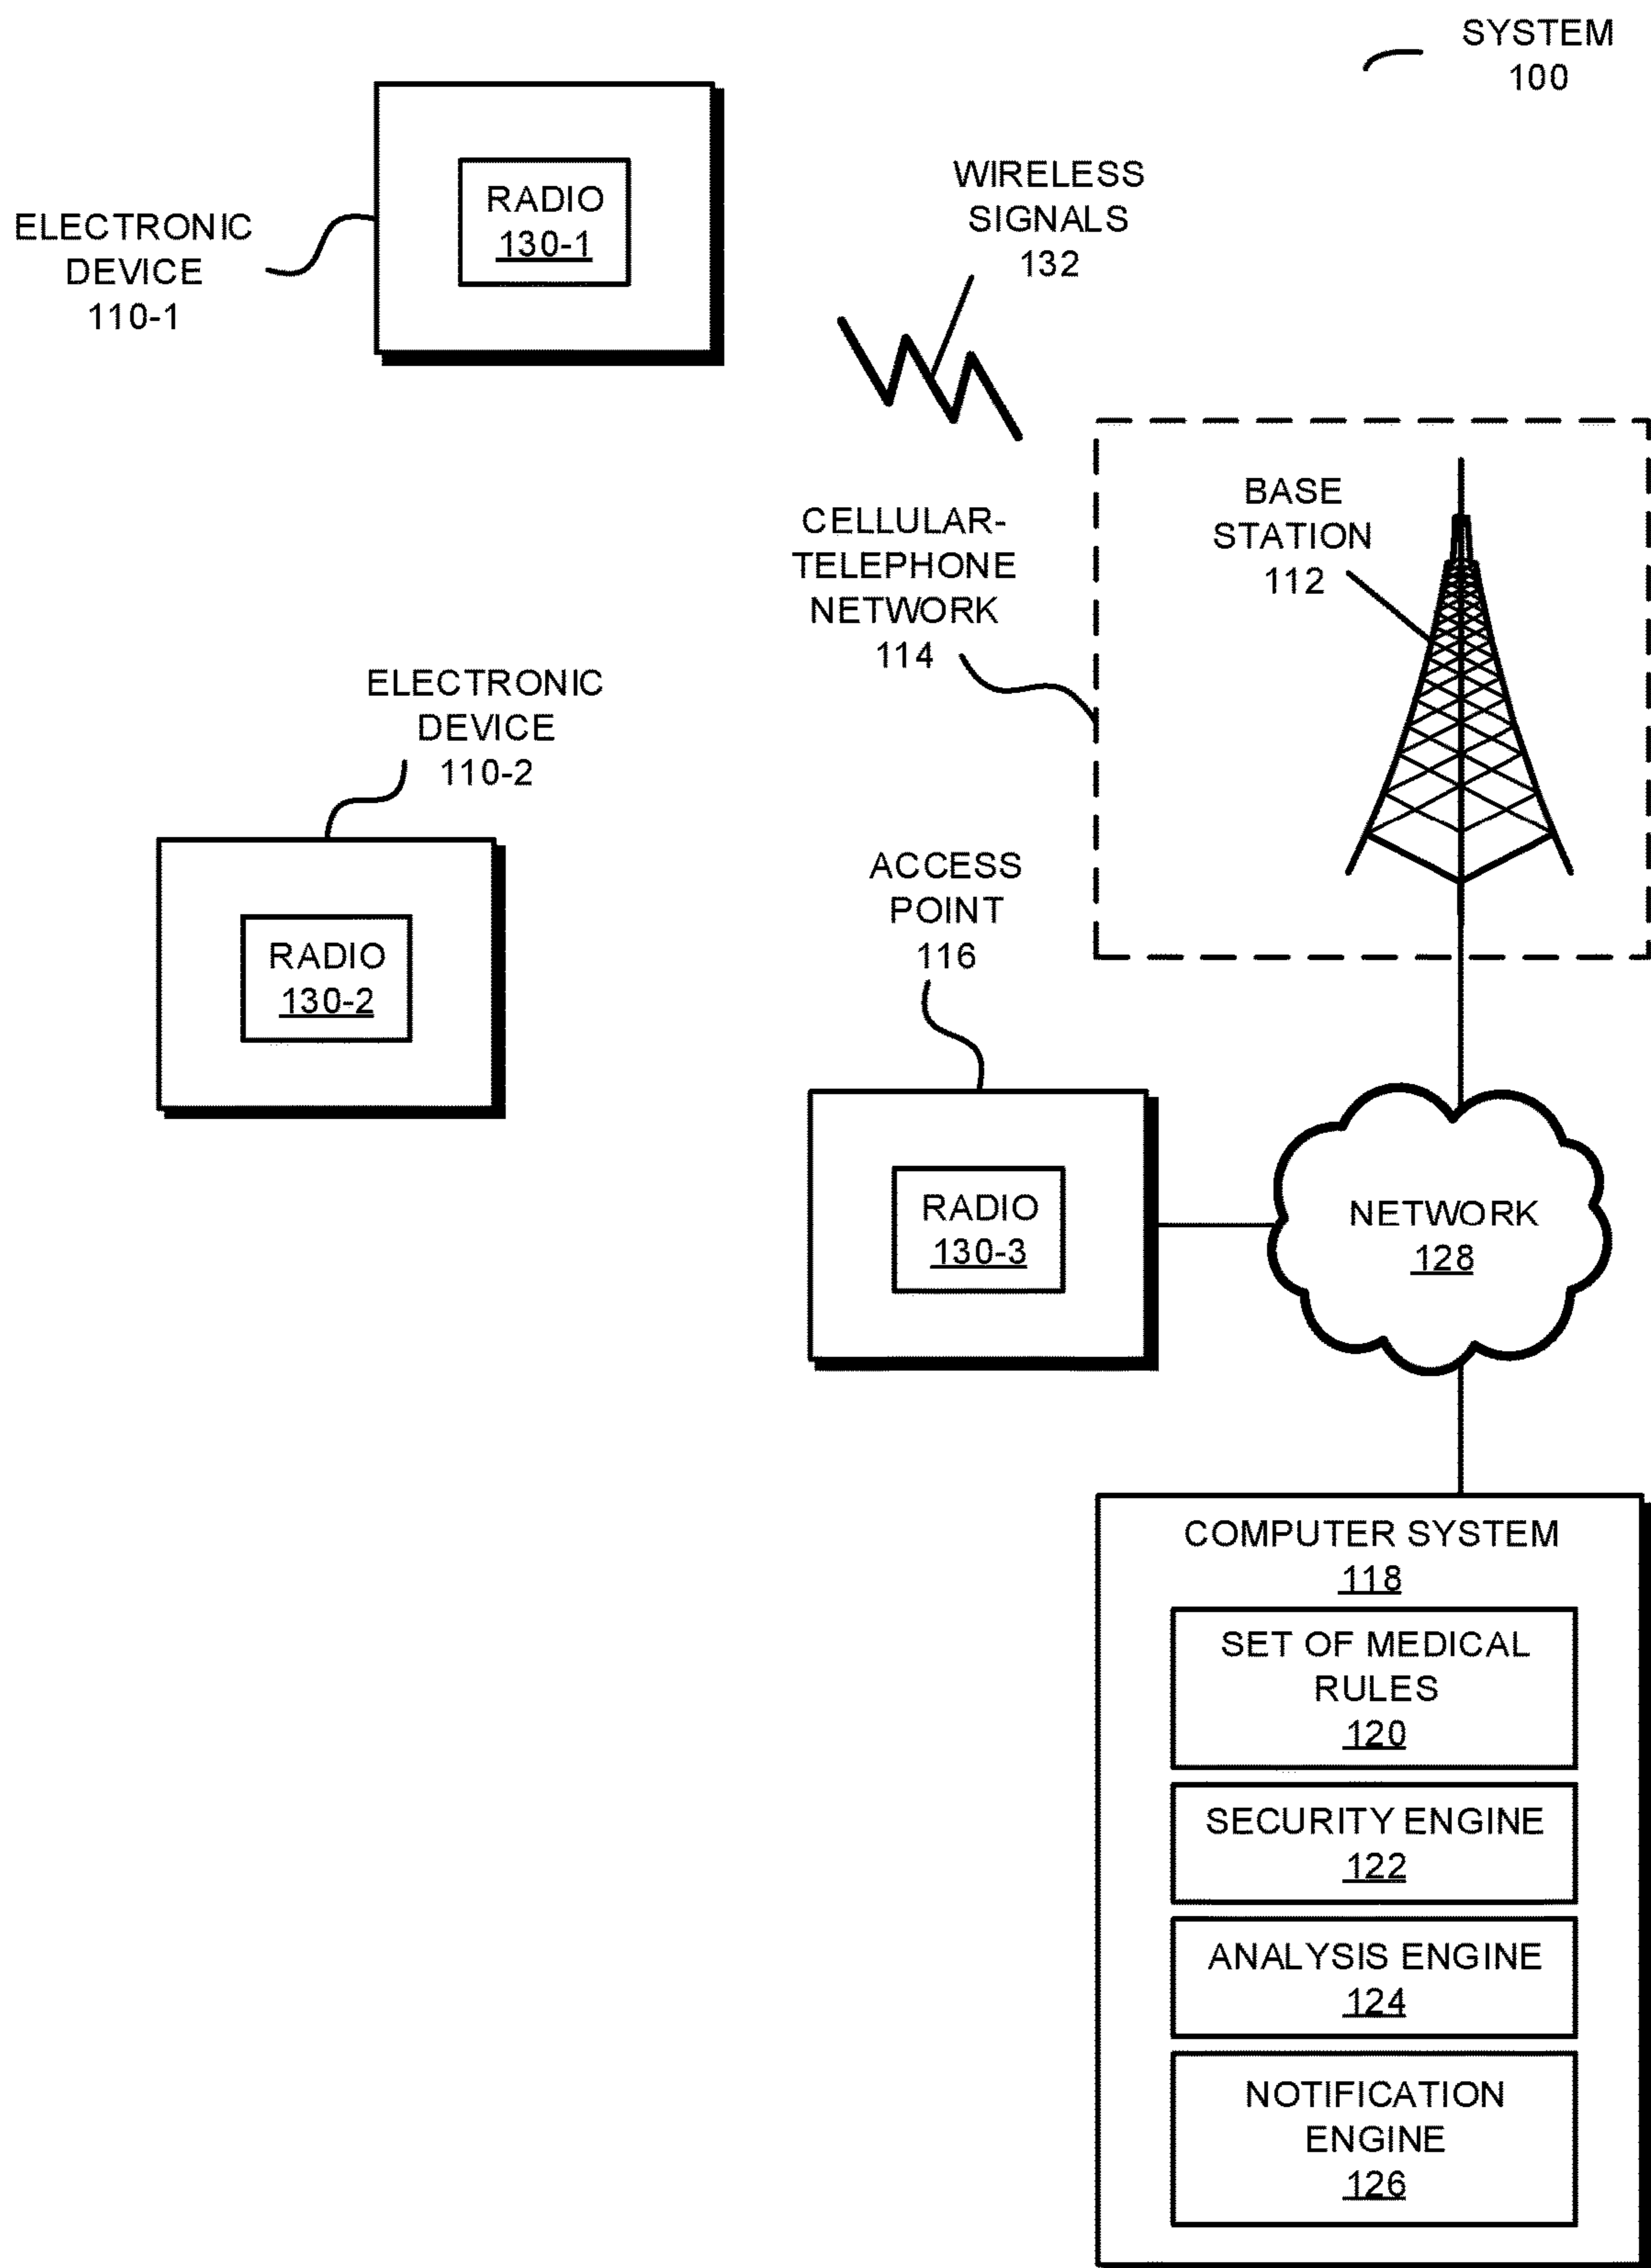 SYSTEM
100
RADIO
130-1
ELECTRONIC
DEVICE
110-1
WIRELESS
SIGNALS
132
CELLULAR-
TELEPHONE
NETWORK
114
BASE
STATION
112
ELECTRONIC
DEVICE
110-2
RADIO
130-2
ACCESS
POINT
116
RADIO
130-3
NETWORK
128
COMPUTER SYSTEM
118
SET OF MEDICAL
RULES
120
SECURITY ENGINE
122
ANALYSIS ENGINE
124
NOTIFICATION
ENGINE
126